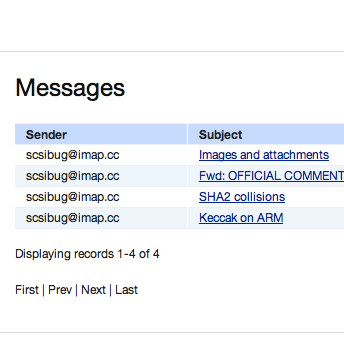 Messages
Sender Subject
scsibug@imap.cc Images and attachments
scsibug@imap.cc Fwd: OFFICIAL COMMENT
scsibug@imap.cc SHA2 collisions
scsibug@imap.cc Keccak on ARM
Displaying records 1-4 of 4
First | Prev | Next | Last